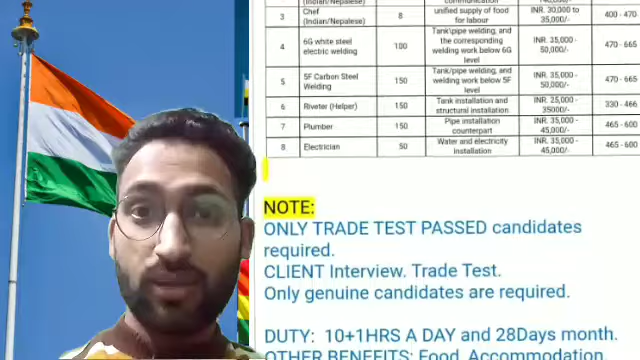 (Indian/Nepalese)
communication
3 Chef (Indian/Nepalese) 8 unified supply of food for labour INR. 30,000 to 35,000/- 400 - 470
4 6G white steel electric welding 100 Tank/pipe welding, and the corresponding welding work below 6G level INR. 35,000 - 50,000/- 470 - 665
5 5F Carbon Steel Welding 150 Tank/pipe welding, and welding work below 5F level INR. 35,000 - 50,000/- 470 - 665
6 Riveter (Helper) 150 Tank installation and structural installation INR. 25,000 - 35000/- 330 - 466
7 Plumber 150 Pipe installation counterpart INR. 35,000 - 45,000/- 465 - 600
8 Electrician 50 Water and electricity installation INR. 35,000 - 45,000/- 465 - 600
NOTE:
ONLY TRADE TEST PASSED candidates
required.
CLIENT Interview. Trade Test.
Only genuine candidates are required.
DUTY: 10+1HRS A DAY and 28Days month.
OTHER BENEFITS: Food, Accommodation,